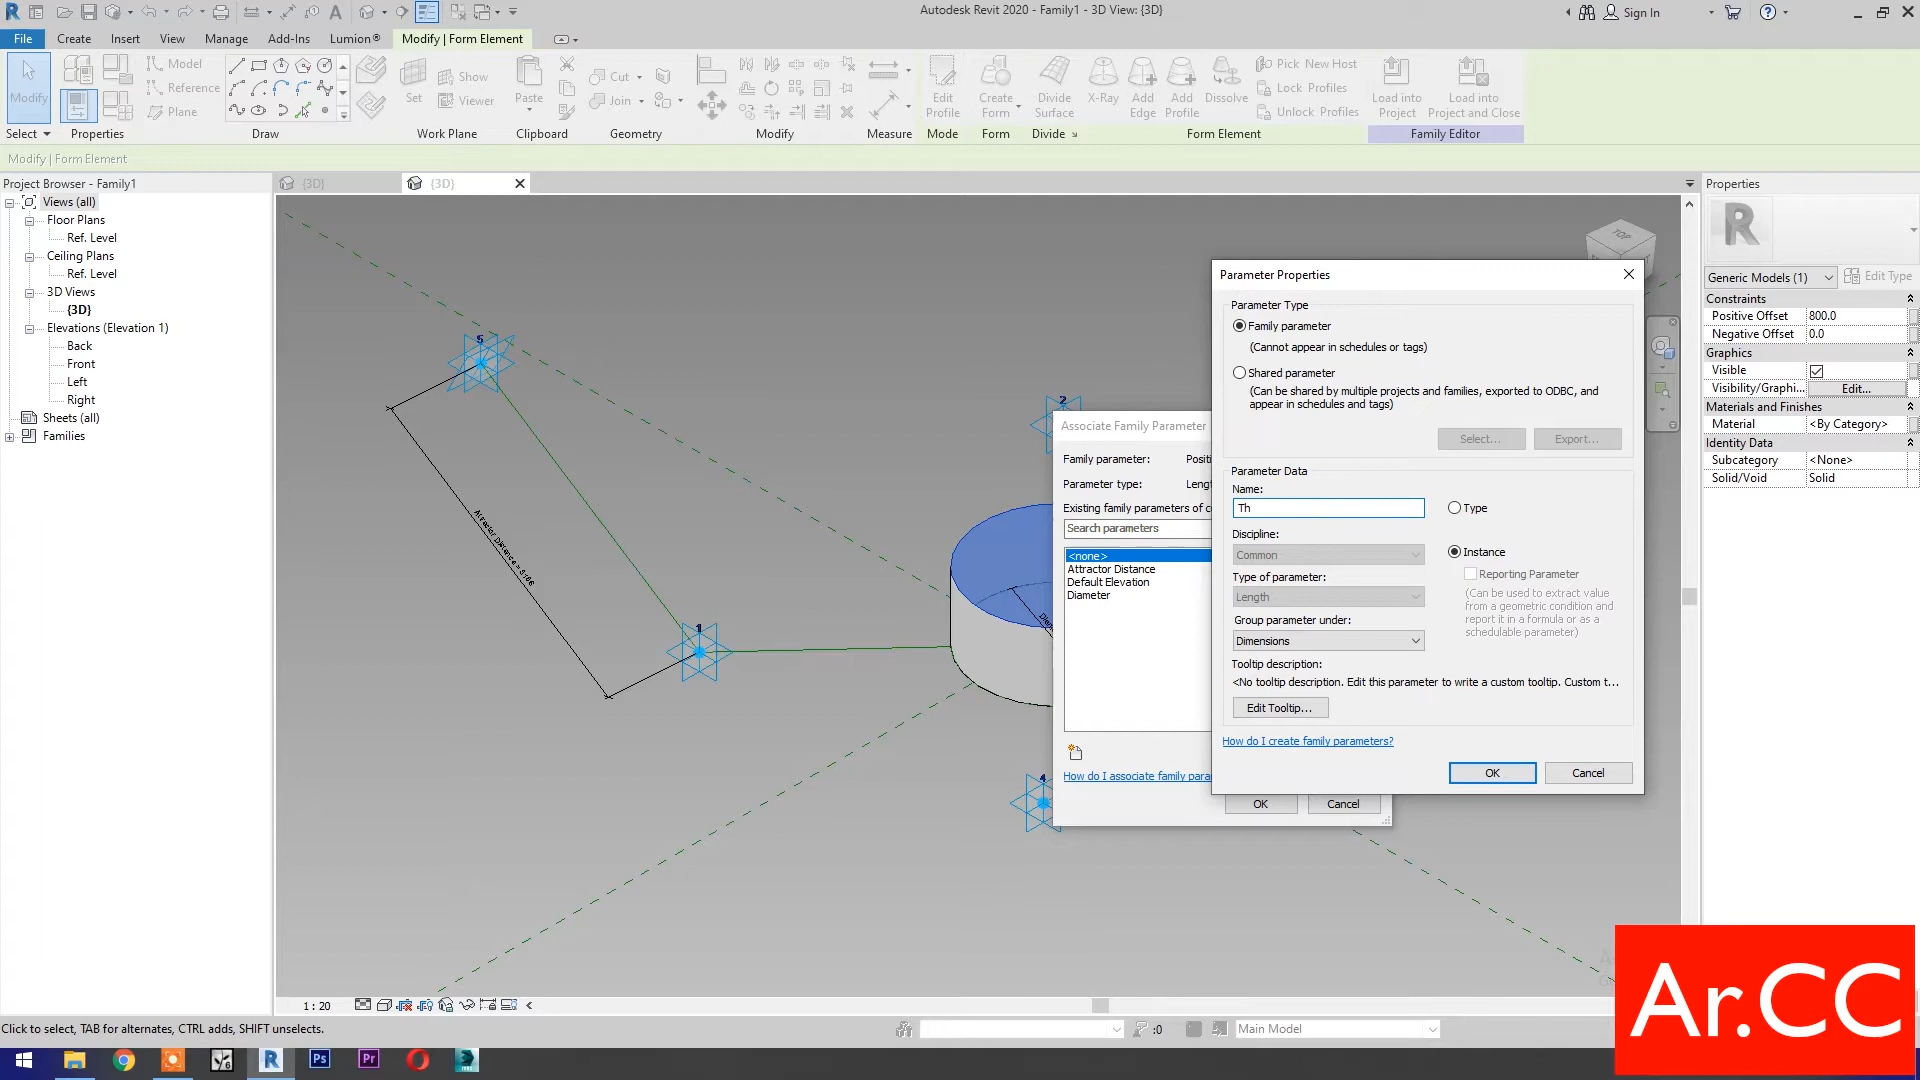 Autodesk Revit 2020 - Family1 - 3D View: {3D}
Sign In
File
Create
Insert
View
Manage
Add-Ins
Lumion®
Modify | Form Element
Modify
Model
Reference
Plane
Set
Show
Viewer
Paste
Cut
Join
Edit
Profile
Create
Form
Divide
Surface
X-Ray
Add
Edge
Add
Profile
Dissolve
Pick New Host
Lock Profiles
Unlock Profiles
Load into
Project
Load into
Project and Close
Select
Properties
Draw
Work Plane
Clipboard
Geometry
Modify
Measure
Mode
Form
Divide
Form Element
Family Editor
Modify | Form Element
Project Browser - Family1
{3D}
{3D}
Views (all)
Floor Plans
Ref. Level
Ceiling Plans
Ref. Level
3D Views
{3D}
Elevations (Elevation 1)
Back
Front
Left
Right
Sheets (all)
Families
5
2
1
4
TOP
Associate Family Parameter
Family parameter:
Positi
Parameter type:
Leng
Existing family parameters of c
Search parameters
<none>
Attractor Distance
Default Elevation
Diameter
How do I associate family para
OK
Cancel
Parameter Properties
Parameter Type
Family parameter
(Cannot appear in schedules or tags)
Shared parameter
(Can be shared by multiple projects and families, exported to ODBC, and
appear in schedules and tags)
Select...
Export...
Parameter Data
Name:
Th
Type
Discipline:
Common
Instance
Type of parameter:
Reporting Parameter
Length
(Can be used to extract value
from a geometric condition and
report it in a formula or as a
schedulable parameter)
Group parameter under:
Dimensions
Tooltip description:
<No tooltip description. Edit this parameter to write a custom tooltip. Custom t...
Edit Tooltip...
How do I create family parameters?
OK
Cancel
Properties
R
Generic Models (1)
Edit Type
Constraints
Positive Offset
800.0
Negative Offset
0.0
Graphics
Visible
Visibility/Graphi...
Edit...
Materials and Finishes
Material
<By Category>
Identity Data
Subcategory
<None>
Solid/Void
Solid
1 : 20
Click to select, TAB for alternates, CTRL adds, SHIFT unselects.
:0
Main Model
Ar.CC
R
Ps
Pr